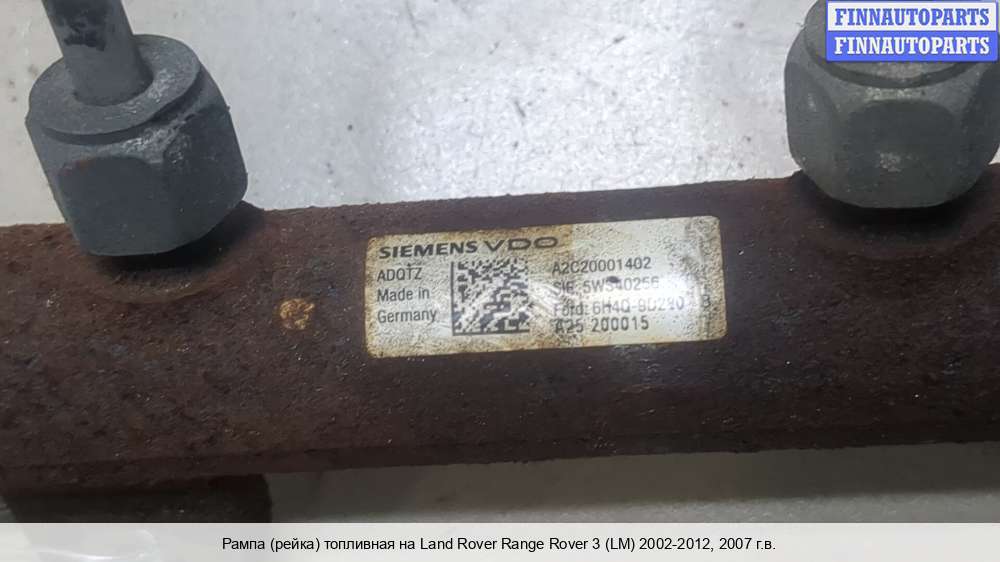 FINNAUTOPARTS
FINNAUTOPARTS
SIEMENS VDO
ADQTZ
Made in
Germany
A2C20001402
SIE 5WS40256
Ford: 6H4Q-9D280
A25 200015
Рампа (рейка) топливная на Land Rover Range Rover 3 (LM) 2002-2012, 2007 г.в.